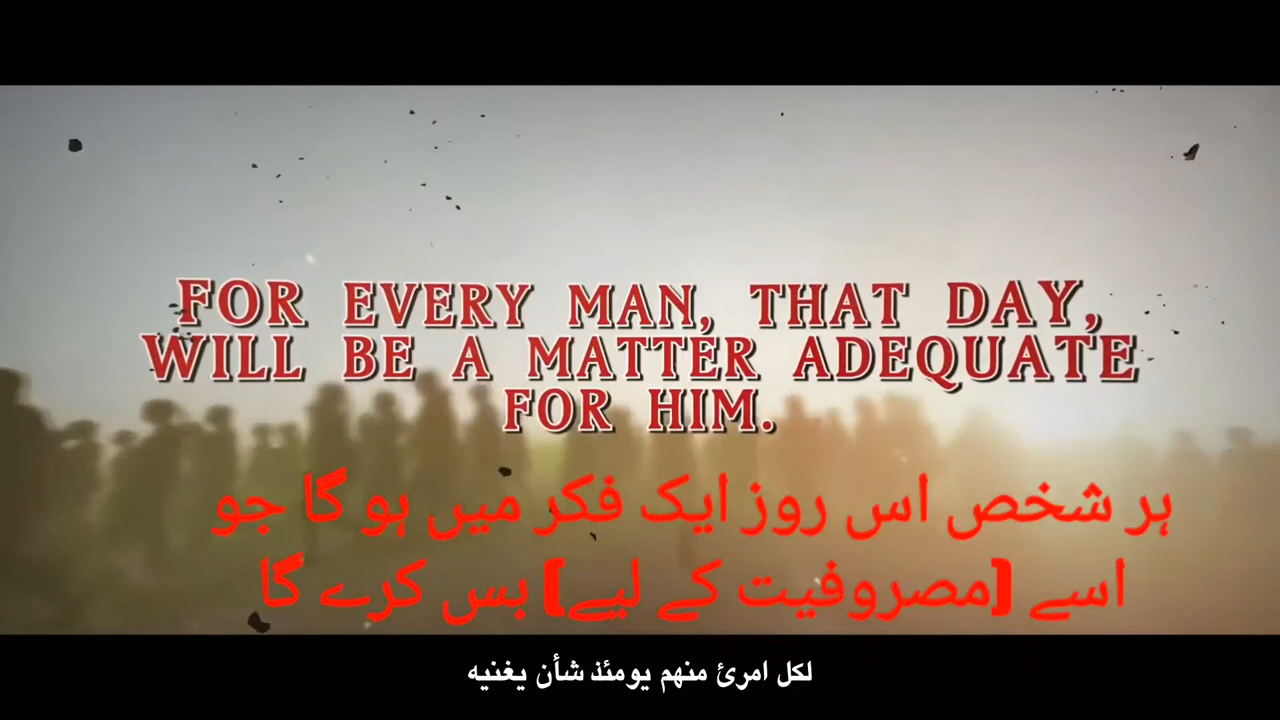 FOR EVERY MAN, THAT DAY,
WILL BE A MATTER ADEQUATE
FOR HIM.
ہر شخص اس روز ایک فکر میں ہو گا جو
اسے (مصروفیت کے لیے) بس کرے گا
لكل امرئ منهم يومئذ شأن يغنيه